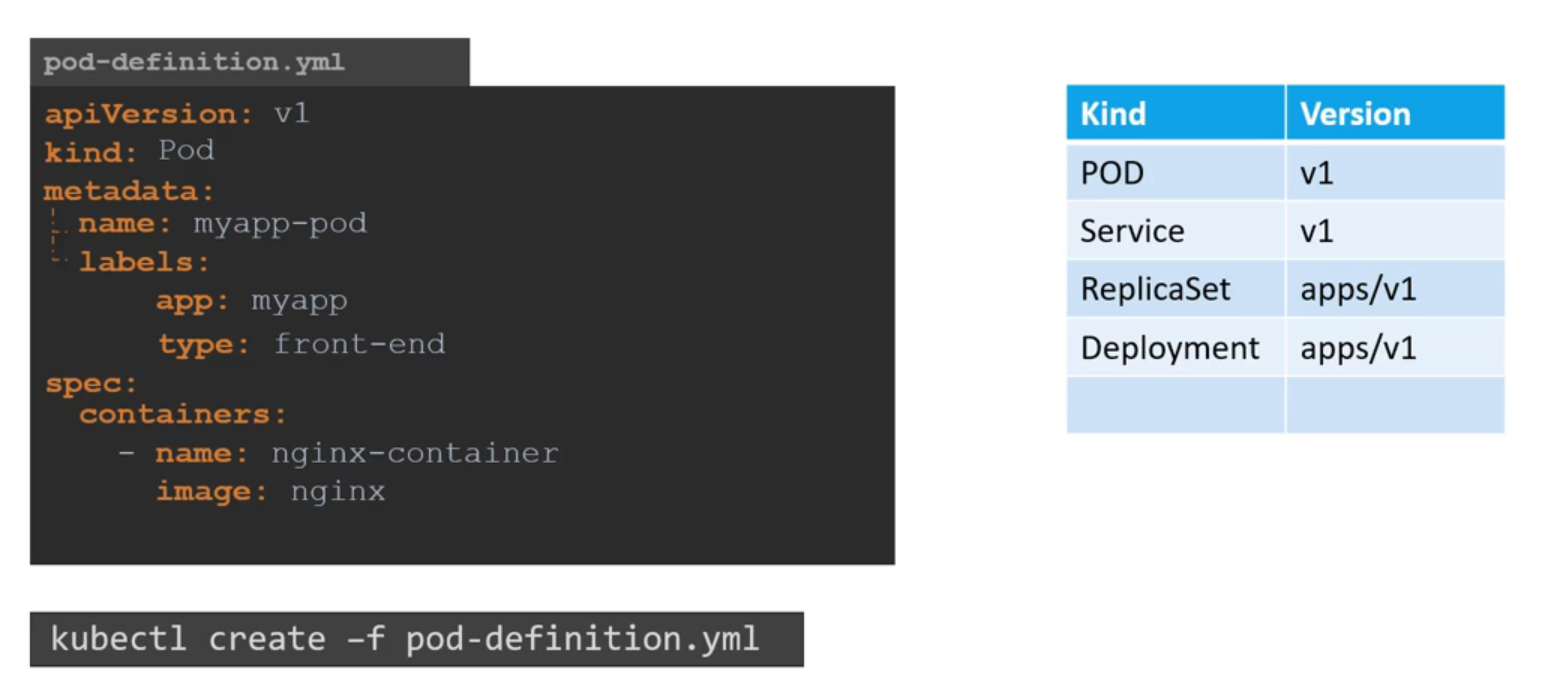 pod-definition.yml
apiVersion: v1
kind: Pod
metadata:
  name: myapp-pod
  labels:
      app: myapp
      type: front-end
spec:
  containers:
    - name: nginx-container
      image: nginx
kubectl create –f pod-definition.yml
Kind Version
POD v1
Service v1
ReplicaSet apps/v1
Deployment apps/v1